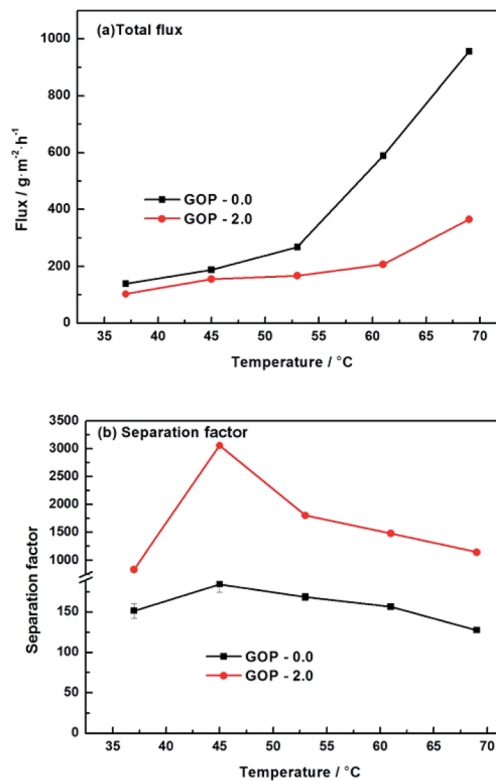 (a)Total flux
1000
800
600
400
200
0
Flux / g·m⁻²·h⁻¹
GOP - 0.0
GOP - 2.0
35 40 45 50 55 60 65 70
Temperature / °C
(b) Separation factor
3500
3000
2500
2000
1500
1000
150
100
50
0
Separation factor
GOP - 0.0
GOP - 2.0
35 40 45 50 55 60 65 70
Temperature / °C